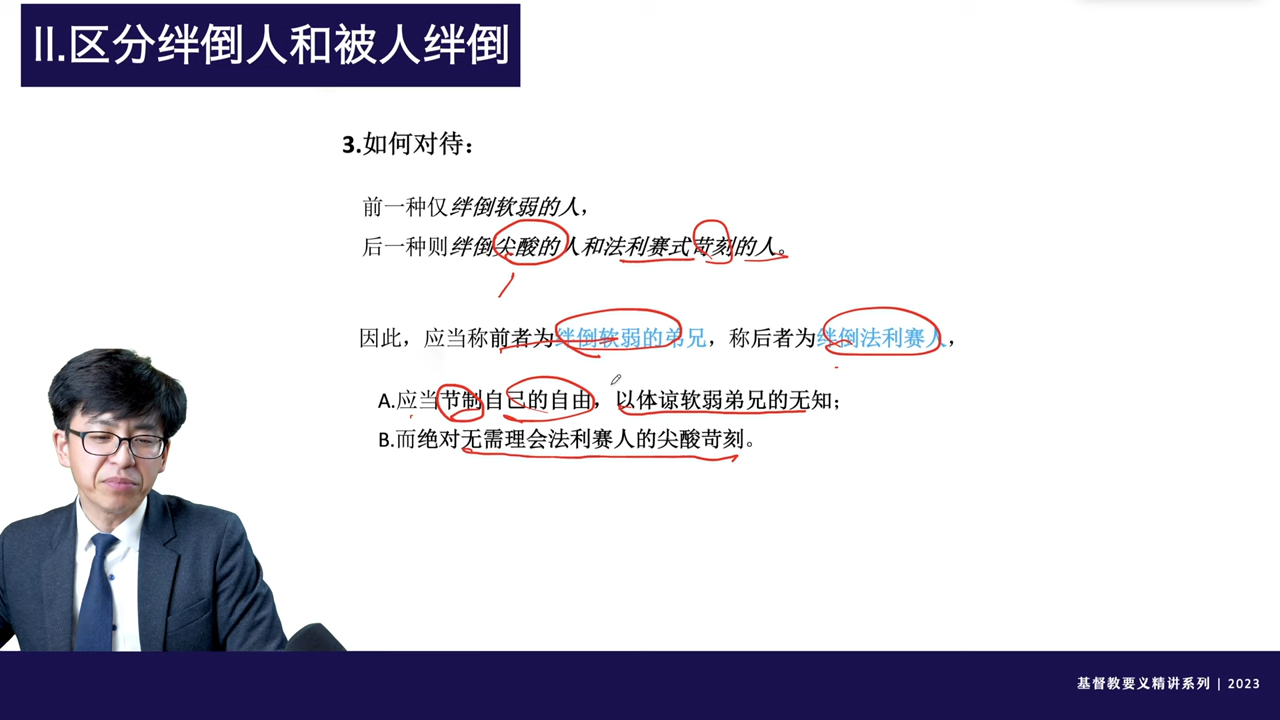 II.区分绊倒人和被人绊倒
3.如何对待：
前一种仅绊倒软弱的人，
后一种则绊倒尖酸的人和法利赛式苛刻的人。
因此，应当称前者为绊倒软弱的弟兄，称后者为绊倒法利赛人，
A.应当节制自己的自由，以体谅软弱弟兄的无知；
B.而绝对无需理会法利赛人的尖酸苛刻。
基督教要义精讲系列 | 2023